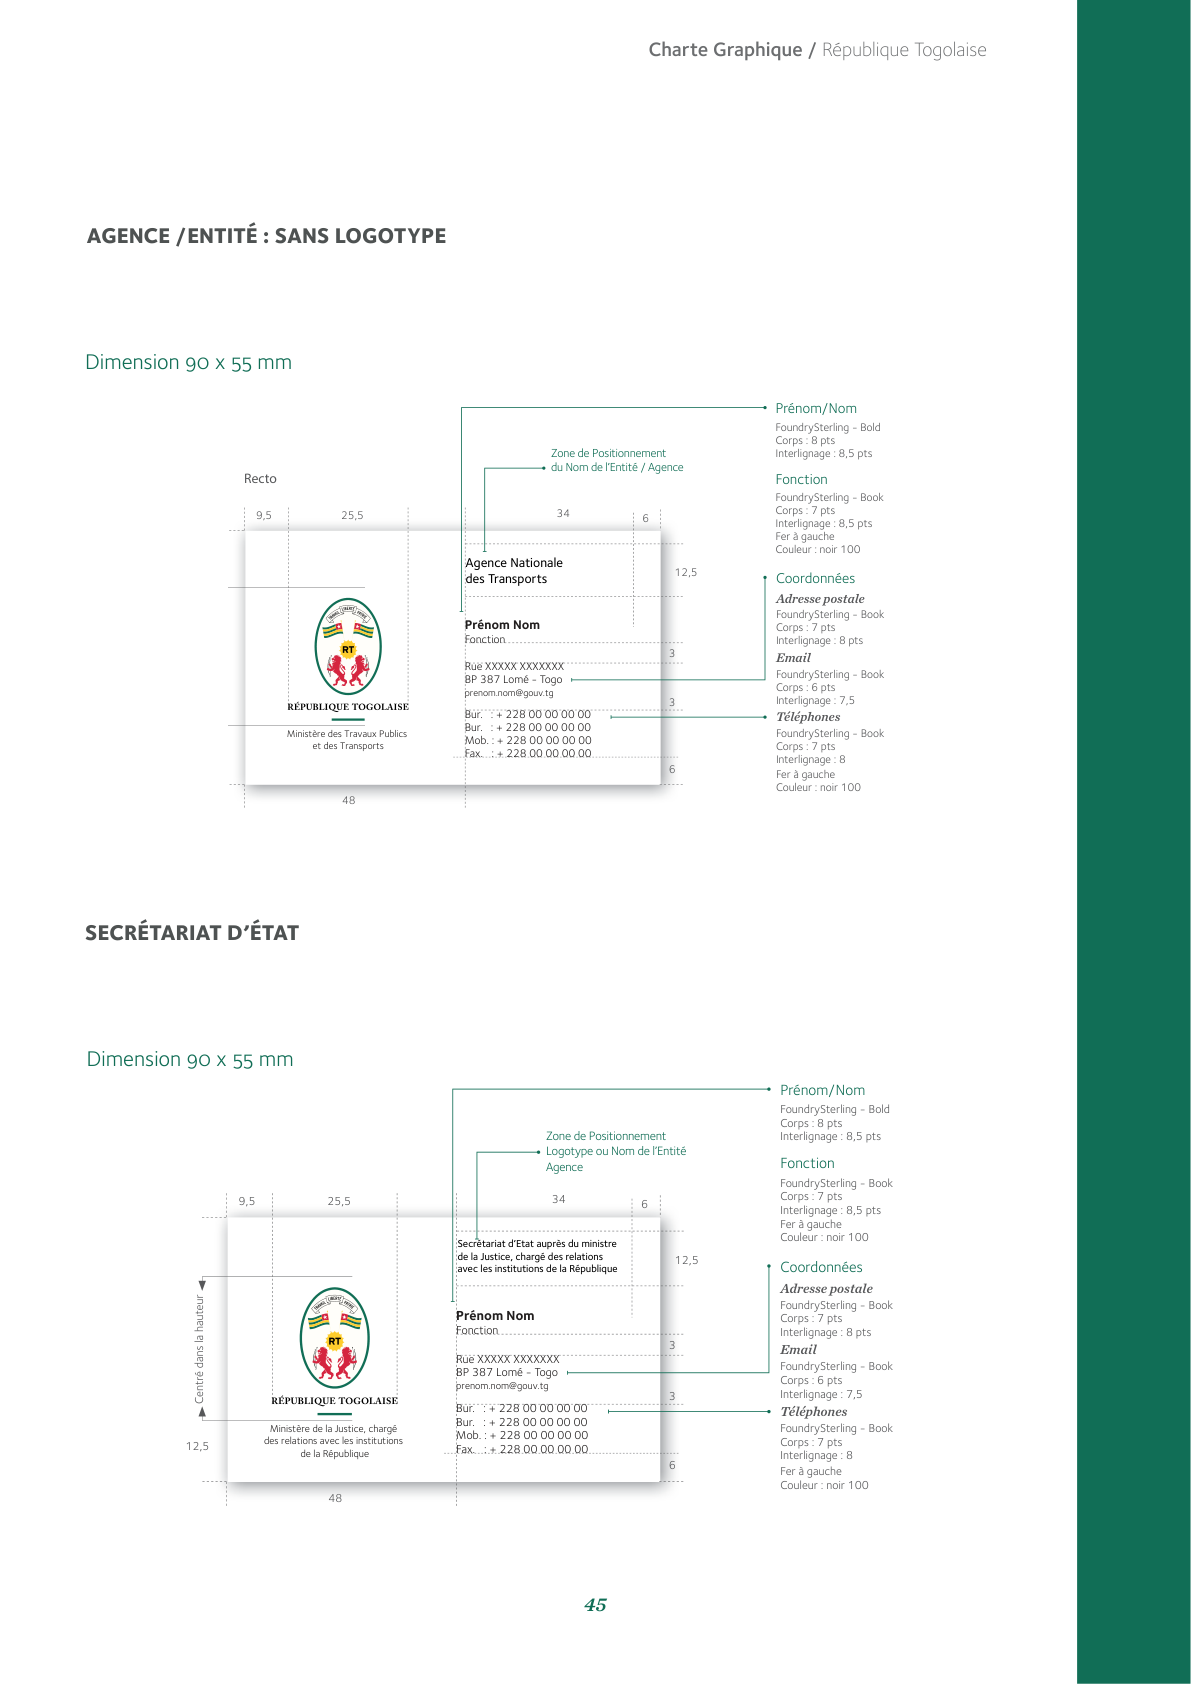 Charte Graphique / République Togolaise
AGENCE / ENTITÉ : SANS LOGOTYPE
Dimension 90 x 55 mm
Prénom/Nom
FoundrySterling – Bold
Corps : 8 pts
Interlignage : 8,5 pts
Zone de Positionnement
du Nom de l'Entité / Agence
Recto
Fonction
FoundrySterling – Book
Corps : 7 pts
Interlignage : 8,5 pts
Fer à gauche
Couleur : noir 100
9,5
25,5
34
6
Agence Nationale
des Transports
12,5
Coordonnées
Adresse postale
FoundrySterling – Book
Corps : 7 pts
Interlignage : 8 pts
Email
FoundrySterling – Book
Corps : 6 pts
Interlignage : 7,5
Téléphones
FoundrySterling – Book
Corps : 7 pts
Interlignage : 8
Fer à gauche
Couleur : noir 100
TRAVAIL LIBERTÉ PATRIE
RT
RÉPUBLIQUE TOGOLAISE
Ministère des Travaux Publics
et des Transports
Prénom Nom
Fonction
3
Rue XXXXX XXXXXXX
BP 387 Lomé – Togo
prenom.nom@gouv.tg
3
Bur. : + 228 00 00 00 00
Bur. : + 228 00 00 00 00
Mob. : + 228 00 00 00 00
Fax. : + 228 00 00 00 00
6
48
SECRÉTARIAT D'ÉTAT
Dimension 90 x 55 mm
Prénom/Nom
FoundrySterling – Bold
Corps : 8 pts
Interlignage : 8,5 pts
Zone de Positionnement
Logotype ou Nom de l'Entité
Agence
Fonction
FoundrySterling – Book
Corps : 7 pts
Interlignage : 8,5 pts
Fer à gauche
Couleur : noir 100
9,5
25,5
34
6
Secrétariat d'Etat auprès du ministre
de la Justice, chargé des relations
avec les institutions de la République
12,5
Coordonnées
Adresse postale
FoundrySterling – Book
Corps : 7 pts
Interlignage : 8 pts
Email
FoundrySterling – Book
Corps : 6 pts
Interlignage : 7,5
Téléphones
FoundrySterling – Book
Corps : 7 pts
Interlignage : 8
Fer à gauche
Couleur : noir 100
Centré dans la hauteur
TRAVAIL LIBERTÉ PATRIE
RT
RÉPUBLIQUE TOGOLAISE
Ministère de la Justice, chargé
des relations avec les institutions
de la République
Prénom Nom
Fonction
3
Rue XXXXX XXXXXXX
BP 387 Lomé – Togo
prenom.nom@gouv.tg
3
Bur. : + 228 00 00 00 00
Bur. : + 228 00 00 00 00
Mob. : + 228 00 00 00 00
Fax. : + 228 00 00 00 00
12,5
6
48
45